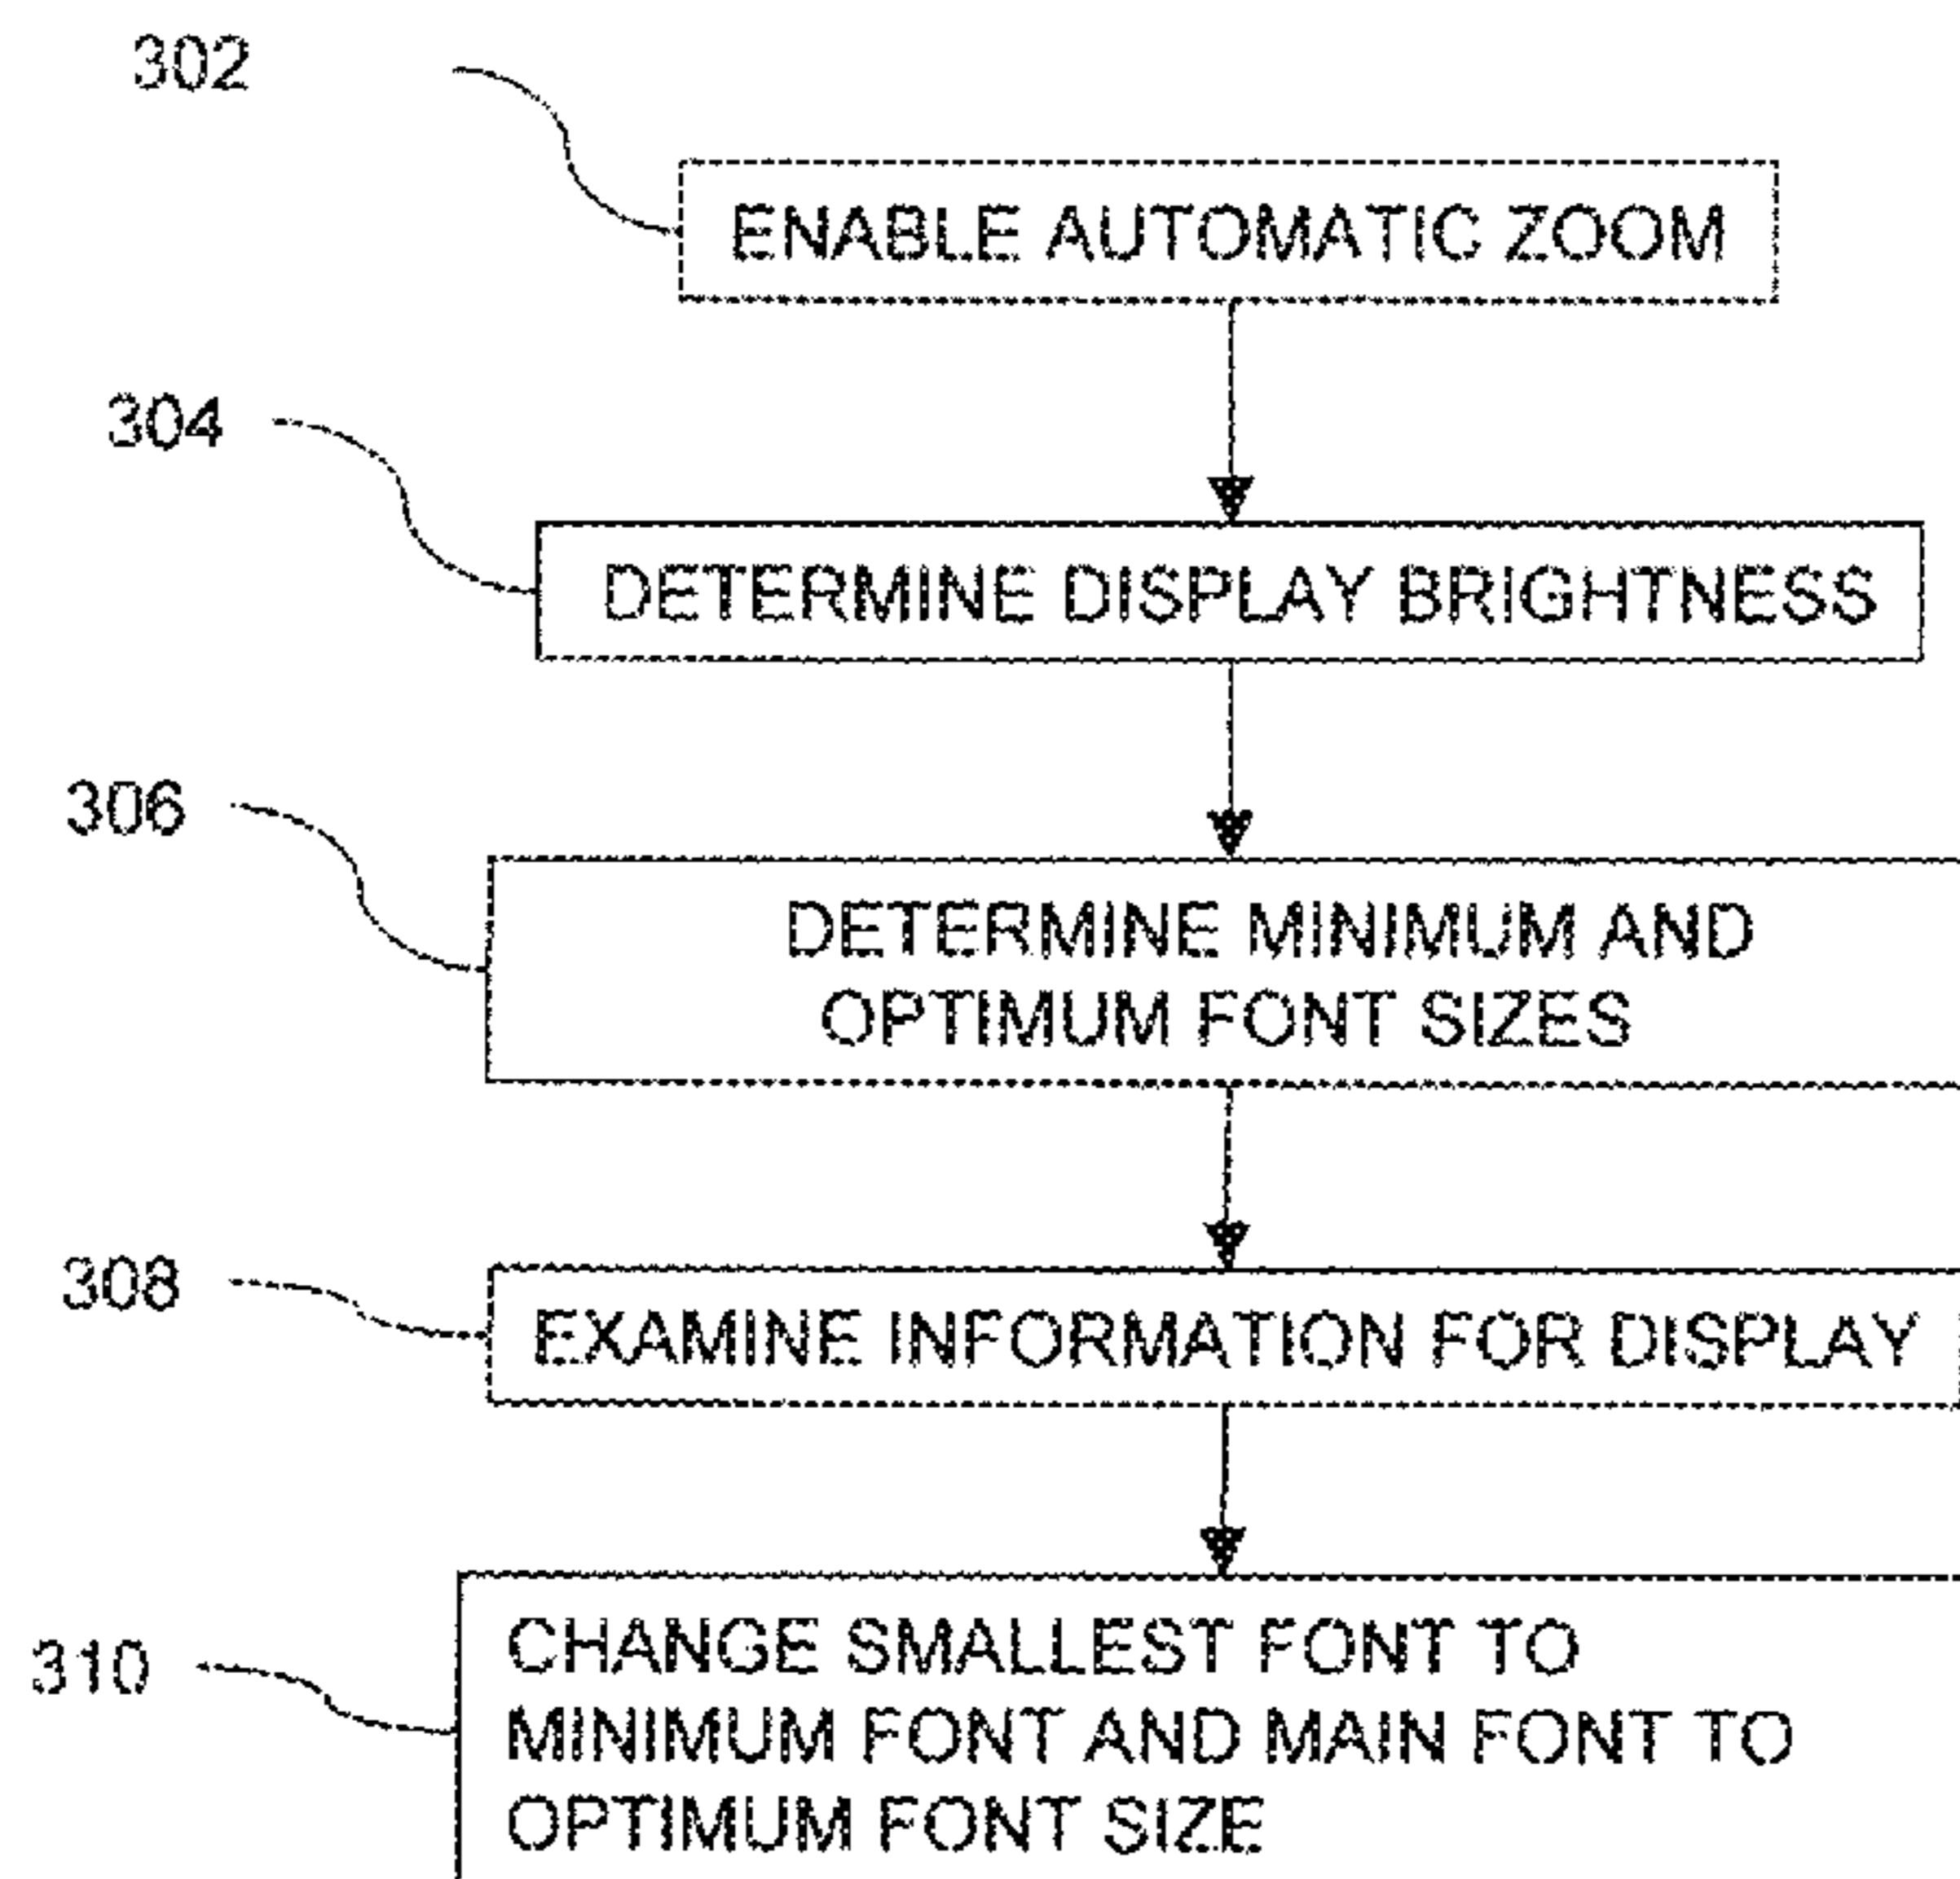 302
ENABLE AUTOMATIC ZOOM
304
DETERMINE DISPLAY BRIGHTNESS
306
DETERMINE MINIMUM AND
OPTIMUM FONT SIZES
308
EXAMINE INFORMATION FOR DISPLAY
310
CHANGE SMALLEST FONT TO
MINIMUM FONT AND MAIN FONT TO
OPTIMUM FONT SIZE